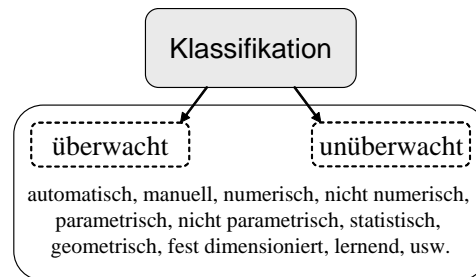 Klassifikation
überwacht
unüberwacht
automatisch, manuell, numerisch, nicht numerisch,
parametrisch, nicht parametrisch, statistisch,
geometrisch, fest dimensioniert, lernend, usw.